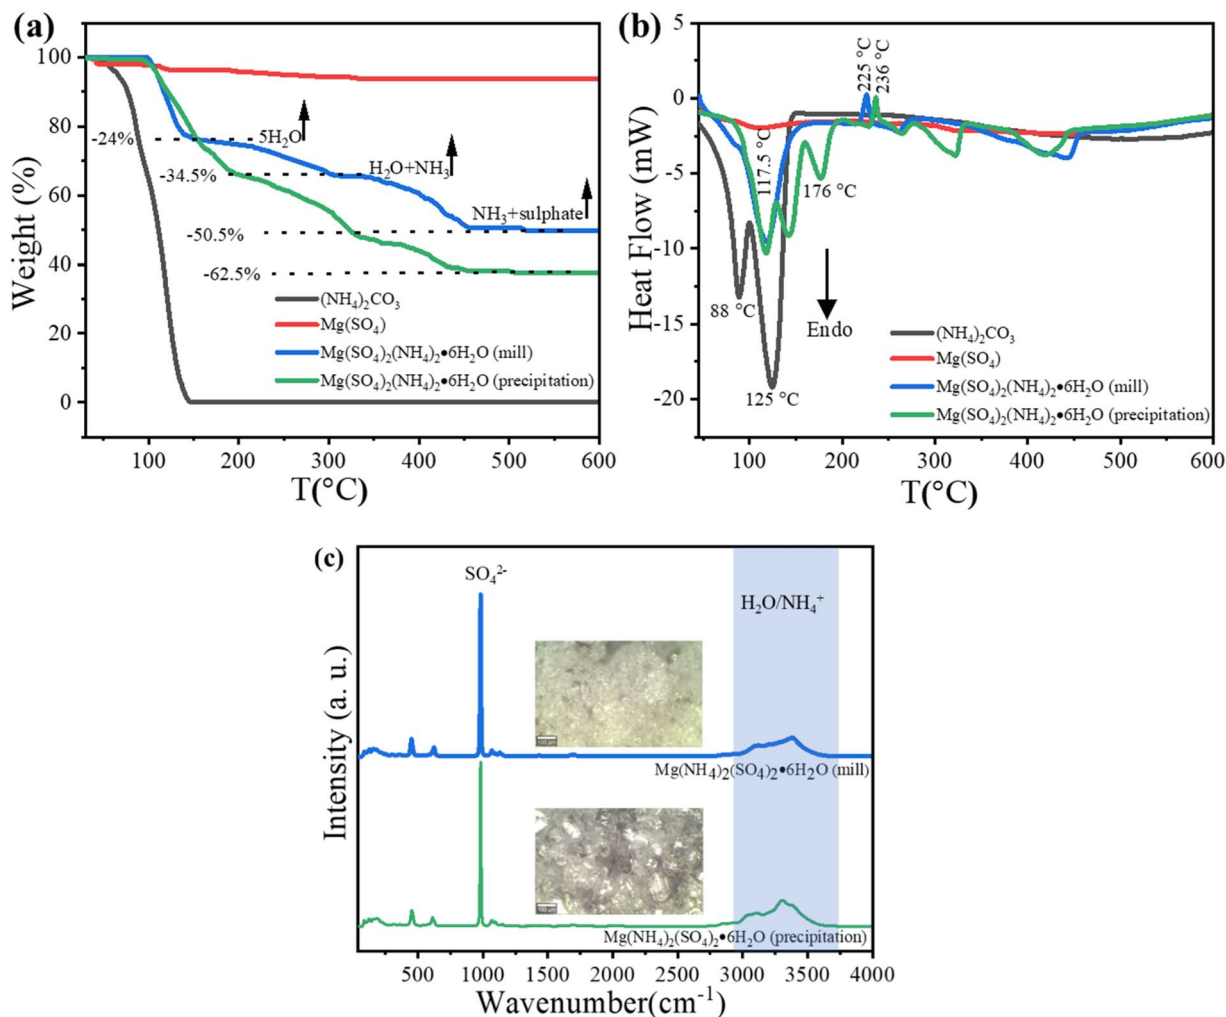 (a)
100
80
60
40
20
0
Weight (%)
-24%
5H₂O
-34.5%
H₂O+NH₃
NH₃+sulphate
-50.5%
-62.5%
(NH₄)₂CO₃
Mg(SO₄)
Mg(SO₄)₂(NH₄)₂•6H₂O (mill)
Mg(SO₄)₂(NH₄)₂•6H₂O (precipitation)
100 200 300 400 500 600
T(°C)
(b)
5
0
-5
-10
-15
-20
Heat Flow (mW)
225 °C
236 °C
117.5 °C
176 °C
88 °C
125 °C
Endo
(NH₄)₂CO₃
Mg(SO₄)
Mg(SO₄)₂(NH₄)₂•6H₂O (mill)
Mg(SO₄)₂(NH₄)₂•6H₂O (precipitation)
100 200 300 400 500 600
T(°C)
(c)
SO₄²⁻
H₂O/NH₄⁺
Intensity (a. u.)
Mg(NH₄)₂(SO₄)₂•6H₂O (mill)
Mg(NH₄)₂(SO₄)₂•6H₂O (precipitation)
500 1000 1500 2000 2500 3000 3500 4000
Wavenumber(cm⁻¹)